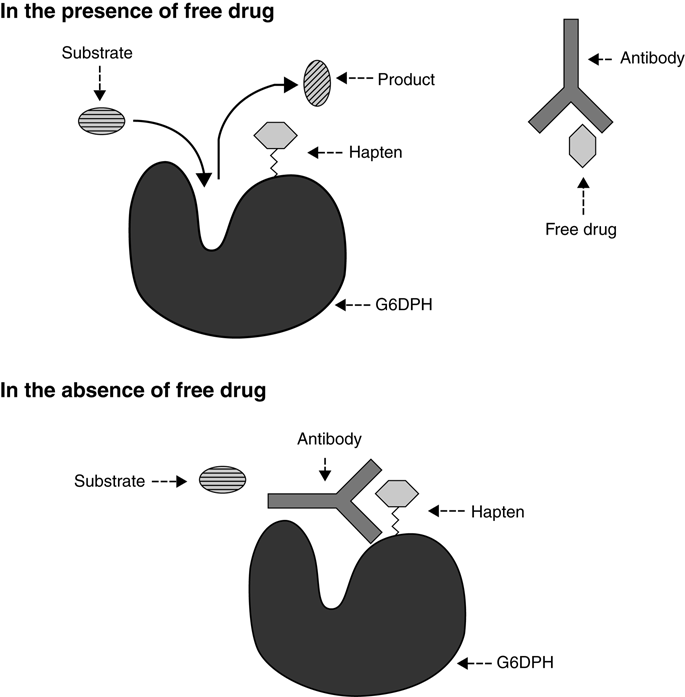 In the presence of free drug
Substrate
Product
Antibody
Hapten
Free drug
G6DPH
In the absence of free drug
Antibody
Substrate
Hapten
G6DPH